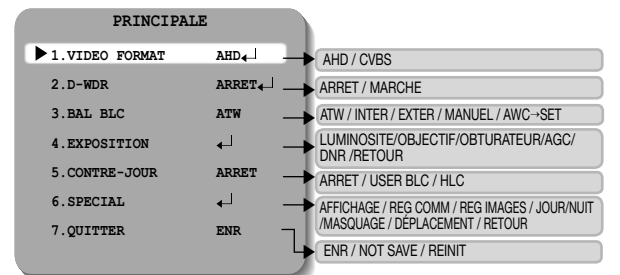 PRINCIPALE
1.VIDEO FORMAT AHD↵ AHD / CVBS
2.D-WDR ARRET↵ ARRET / MARCHE
3.BAL BLC ATW ATW / INTER / EXTER / MANUEL / AWC→SET
4.EXPOSITION ↵ LUMINOSITE/OBJECTIF/OBTURATEUR/AGC/
DNR /RETOUR
5.CONTRE-JOUR ARRET ARRET / USER BLC / HLC
6.SPECIAL ↵ AFFICHAGE / REG COMM / REG IMAGES / JOUR/NUIT
/MASQUAGE / DÉPLACEMENT / RETOUR
7.QUITTER ENR ENR / NOT SAVE / REINIT